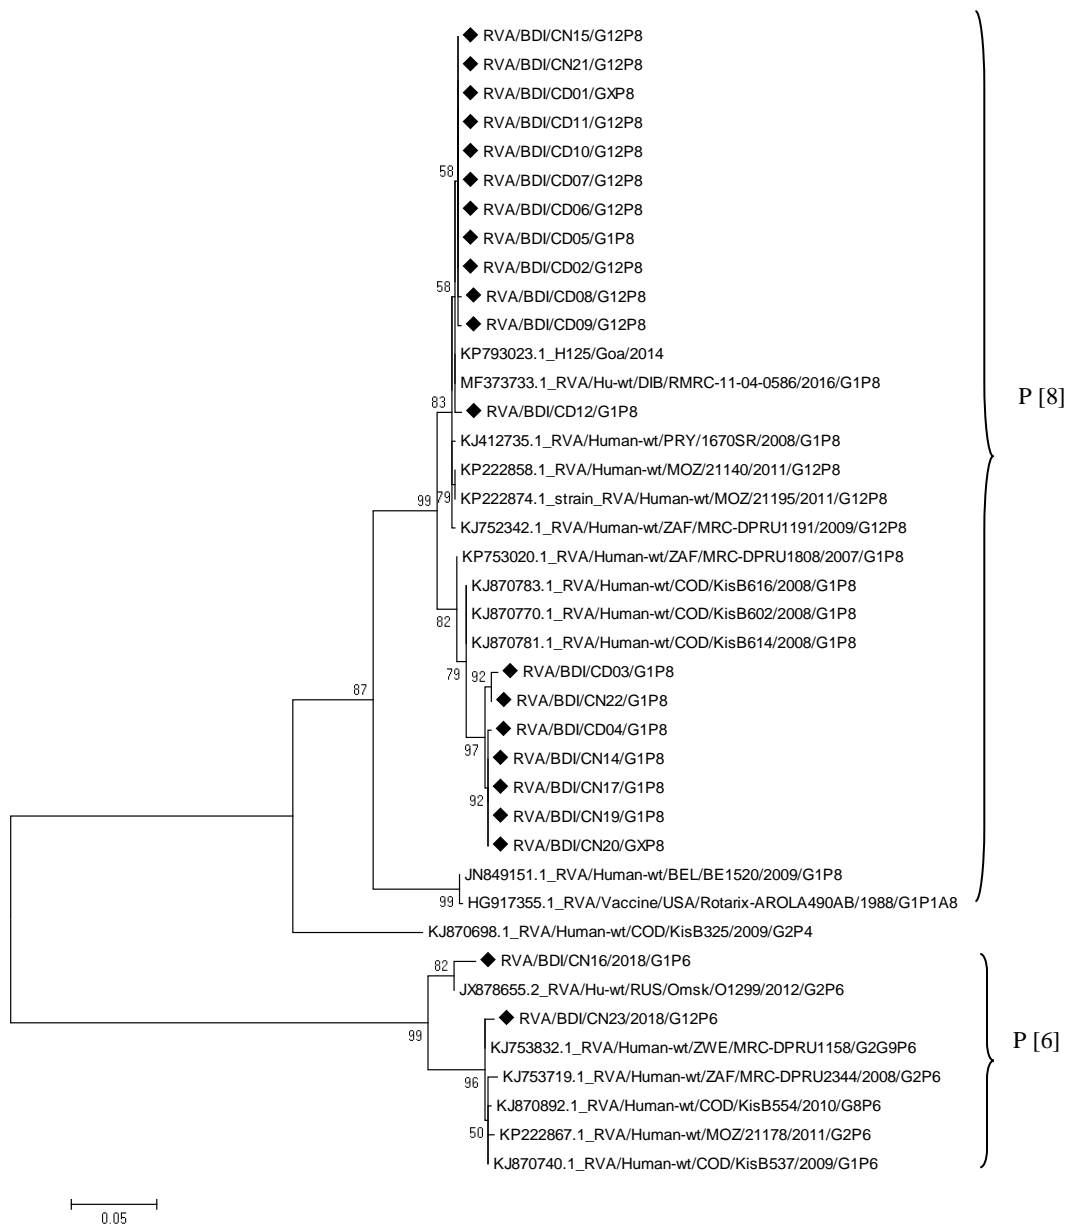 RVA/BDI/CN15/G12P8
RVA/BDI/CN21/G12P8
RVA/BDI/CD01/GXP8
RVA/BDI/CD11/G12P8
RVA/BDI/CD10/G12P8
58
RVA/BDI/CD07/G12P8
RVA/BDI/CD06/G12P8
RVA/BDI/CD05/G1P8
RVA/BDI/CD02/G12P8
58
RVA/BDI/CD08/G12P8
RVA/BDI/CD09/G12P8
KP793023.1_H125/Goa/2014
MF373733.1_RVA/Hu-wt/DIB/RMRC-11-04-0586/2016/G1P8
P [8]
83
RVA/BDI/CD12/G1P8
KJ412735.1_RVA/Human-wt/PRY/1670SR/2008/G1P8
KP222858.1_RVA/Human-wt/MOZ/21140/2011/G12P8
99
79
KP222874.1_strain_RVA/Human-wt/MOZ/21195/2011/G12P8
KJ752342.1_RVA/Human-wt/ZAF/MRC-DPRU1191/2009/G12P8
KP753020.1_RVA/Human-wt/ZAF/MRC-DPRU1808/2007/G1P8
KJ870783.1_RVA/Human-wt/COD/KisB616/2008/G1P8
KJ870770.1_RVA/Human-wt/COD/KisB602/2008/G1P8
82
KJ870781.1_RVA/Human-wt/COD/KisB614/2008/G1P8
79
92
RVA/BDI/CD03/G1P8
87
RVA/BDI/CN22/G1P8
RVA/BDI/CD04/G1P8
97
RVA/BDI/CN14/G1P8
RVA/BDI/CN17/G1P8
92
RVA/BDI/CN19/G1P8
RVA/BDI/CN20/GXP8
JN849151.1_RVA/Human-wt/BEL/BE1520/2009/G1P8
99
HG917355.1_RVA/Vaccine/USA/Rotarix-AROLA490AB/1988/G1P1A8
KJ870698.1_RVA/Human-wt/COD/KisB325/2009/G2P4
82
RVA/BDI/CN16/2018/G1P6
JX878655.2_RVA/Hu-wt/RUS/Omsk/O1299/2012/G2P6
RVA/BDI/CN23/2018/G12P6
99
P [6]
KJ753832.1_RVA/Human-wt/ZWE/MRC-DPRU1158/G2G9P6
96
KJ753719.1_RVA/Human-wt/ZAF/MRC-DPRU2344/2008/G2P6
KJ870892.1_RVA/Human-wt/COD/KisB554/2010/G8P6
50
KP222867.1_RVA/Human-wt/MOZ/21178/2011/G2P6
KJ870740.1_RVA/Human-wt/COD/KisB537/2009/G1P6
0.05